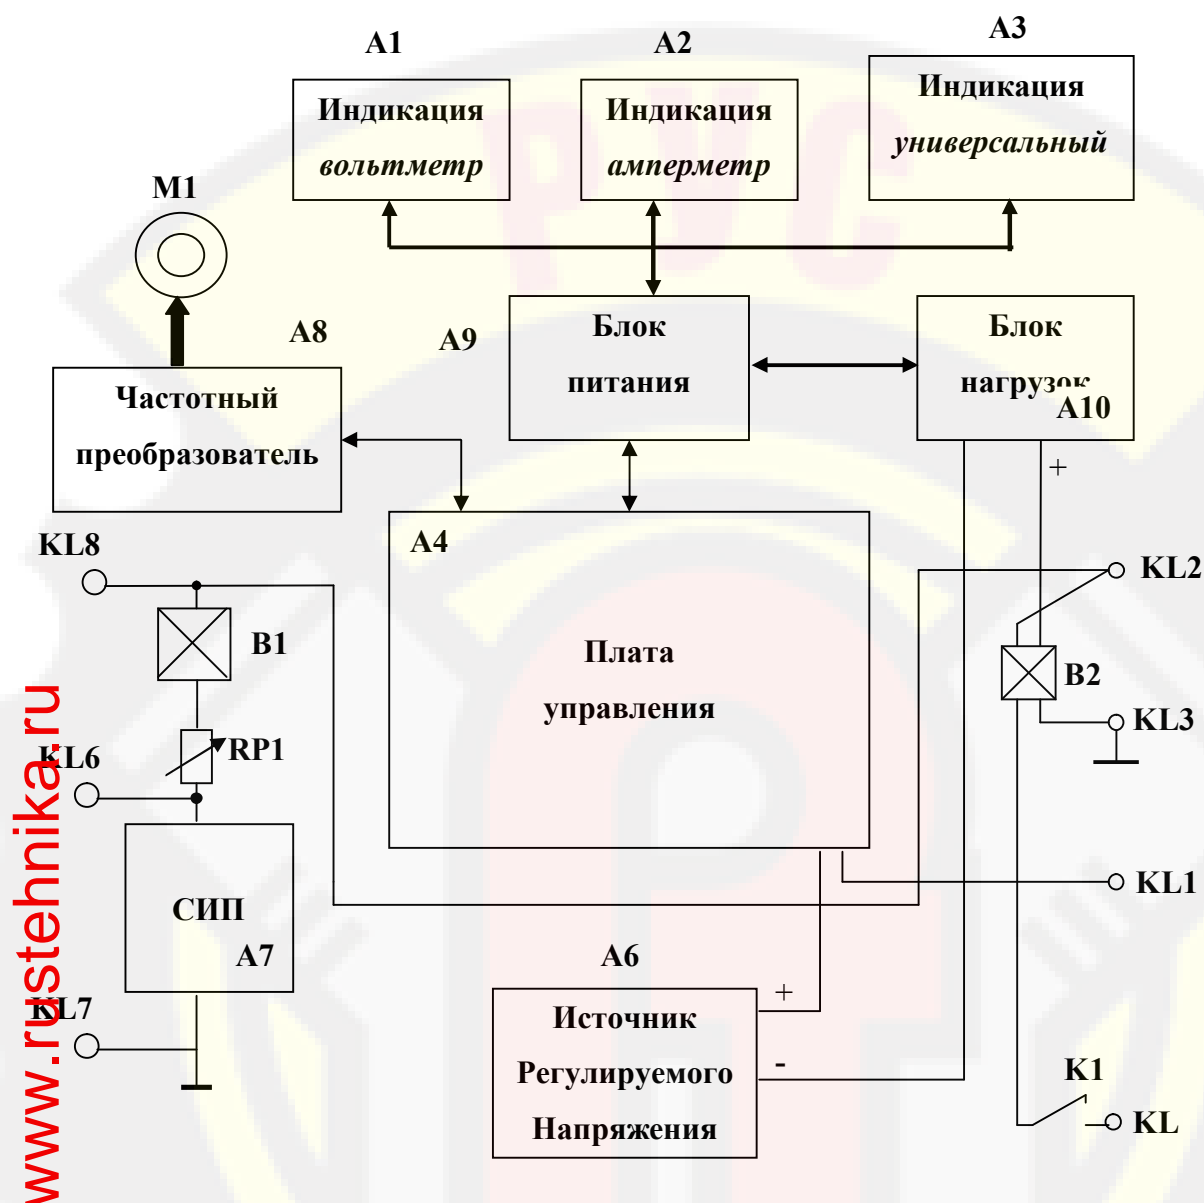 A1
A2
A3
Индикация
вольтметр
Индикация
амперметр
Индикация
универсальный
M1
A8
A9
Блок
питания
Блок
нагрузок
A10
Частотный
преобразователь
+
A4
KL8
KL2
B1
Плата
управления
B2
KL3
RP1
KL6
KL1
СИП
A7
A6
KL7
+
Источник
Регулируемого
Напряжения
-
K1
KL
www.rustehnika.ru
РУС